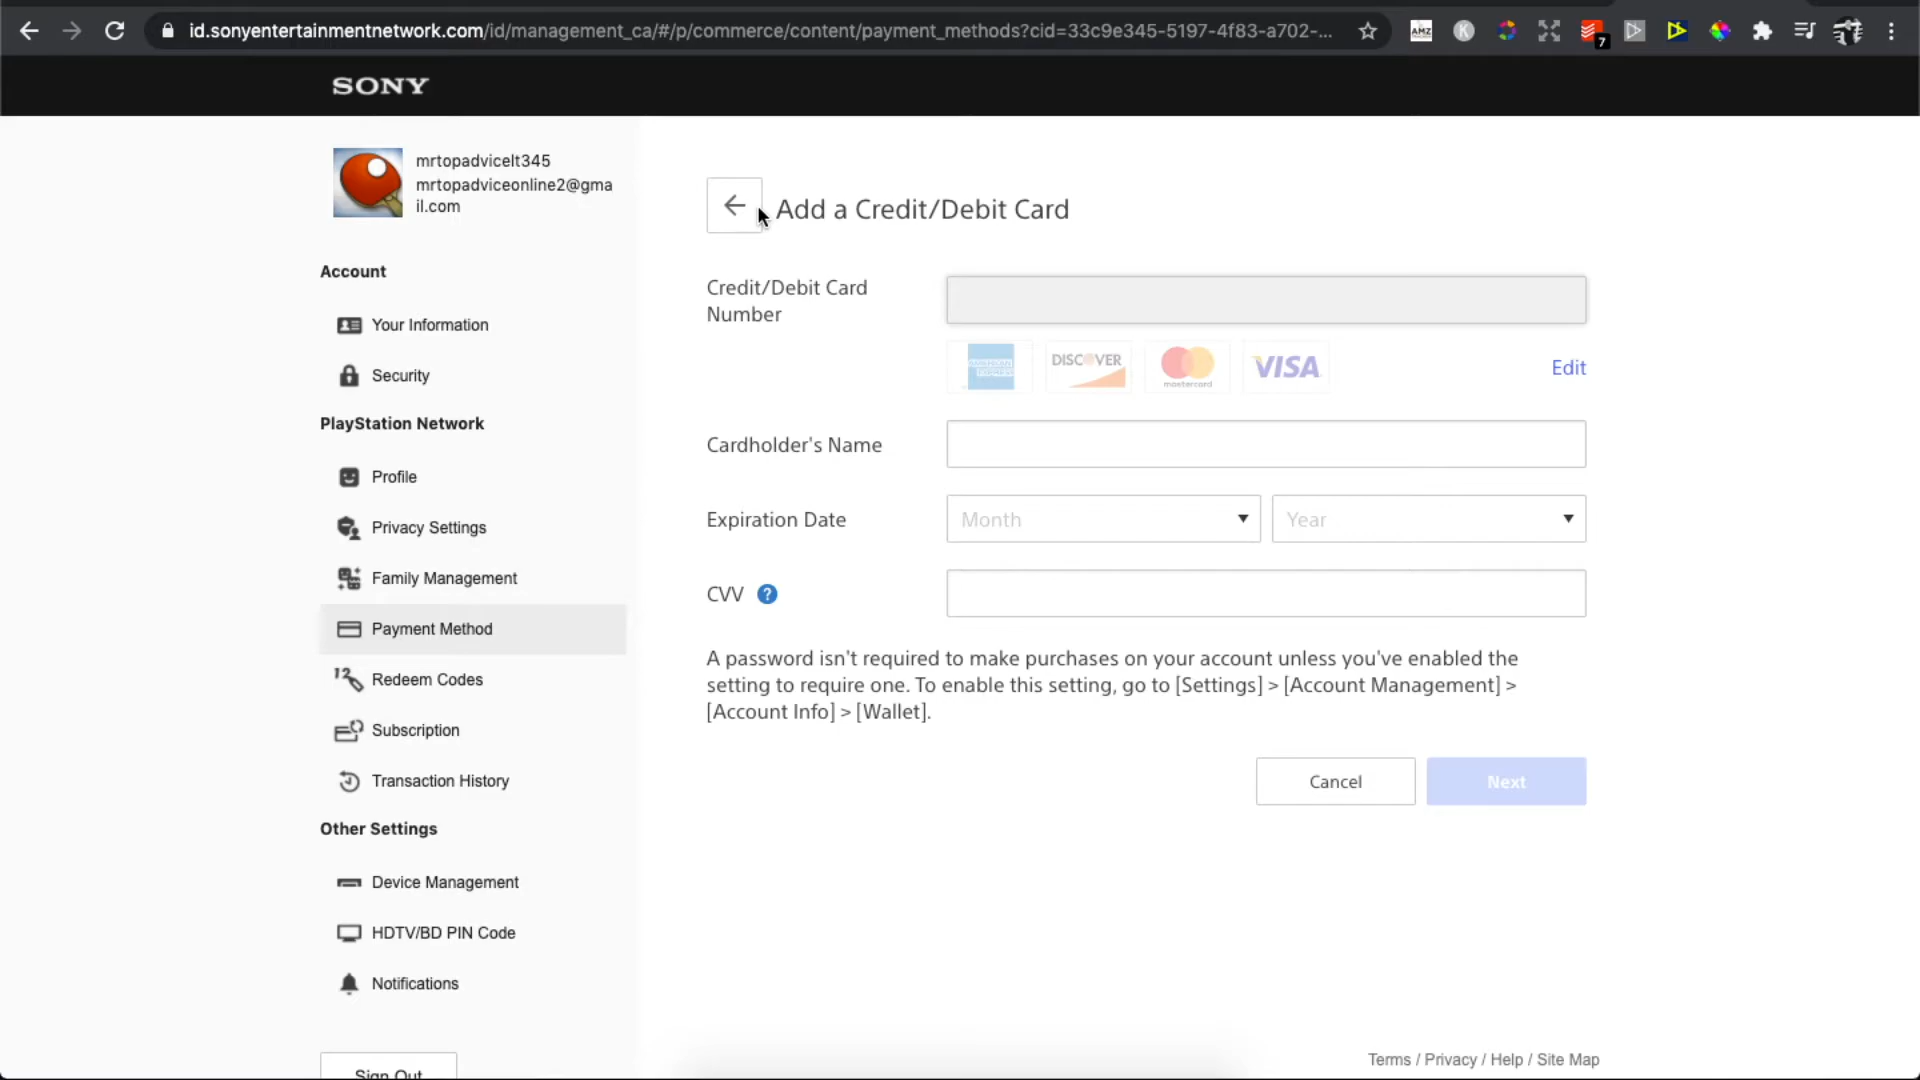 id.sonyentertainmentnetwork.com/id/management_ca/#/p/commerce/content/payment_methods?cid=33c9e345-5197-4f83-a702-...
AMZ
K
7
SONY
mrtopadvicelt345
mrtopadviceonline2@gma
il.com
Account
Your Information
Security
PlayStation Network
Profile
Privacy Settings
Family Management
Payment Method
Redeem Codes
Subscription
Transaction History
Other Settings
Device Management
HDTV/BD PIN Code
Notifications
Sign Out
Add a Credit/Debit Card
Credit/Debit Card
Number
AMERICAN EXPRESS
DISCOVER
mastercard
VISA
Edit
Cardholder's Name
Expiration Date
Month
Year
CVV ?
A password isn't required to make purchases on your account unless you've enabled the
setting to require one. To enable this setting, go to [Settings] > [Account Management] >
[Account Info] > [Wallet].
Cancel
Next
Terms / Privacy / Help / Site Map